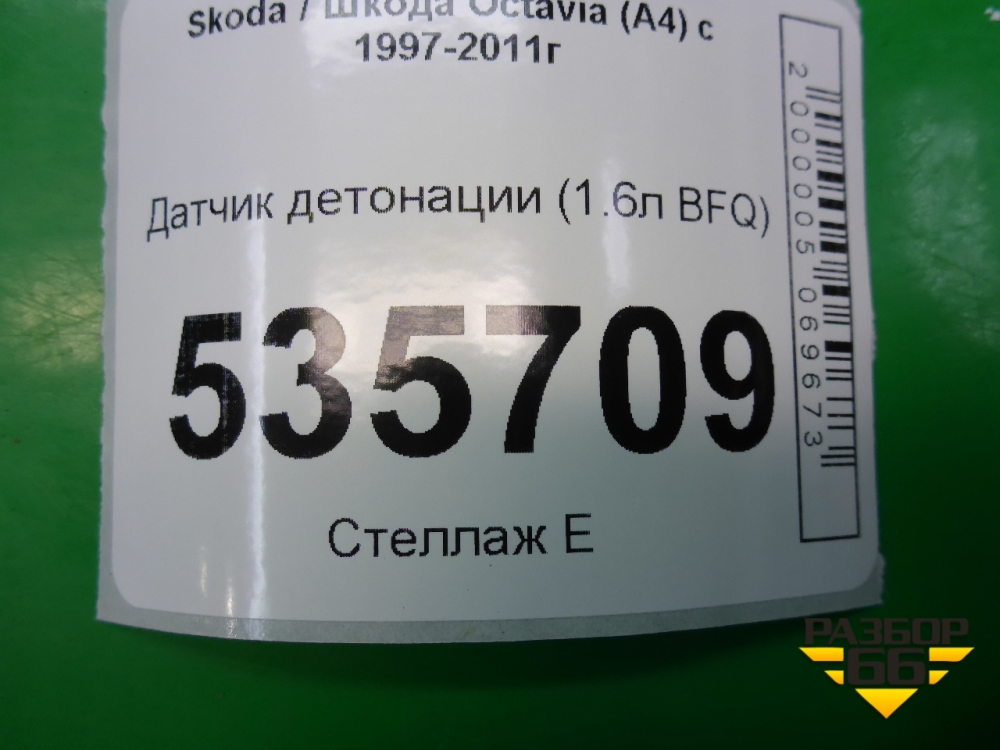 Skoda / Шкода Octavia (A4) с
1997-2011г
Датчик детонации (1.6л BFQ)
535709
Стеллаж Е
2000005069673
РАЗБОР
66